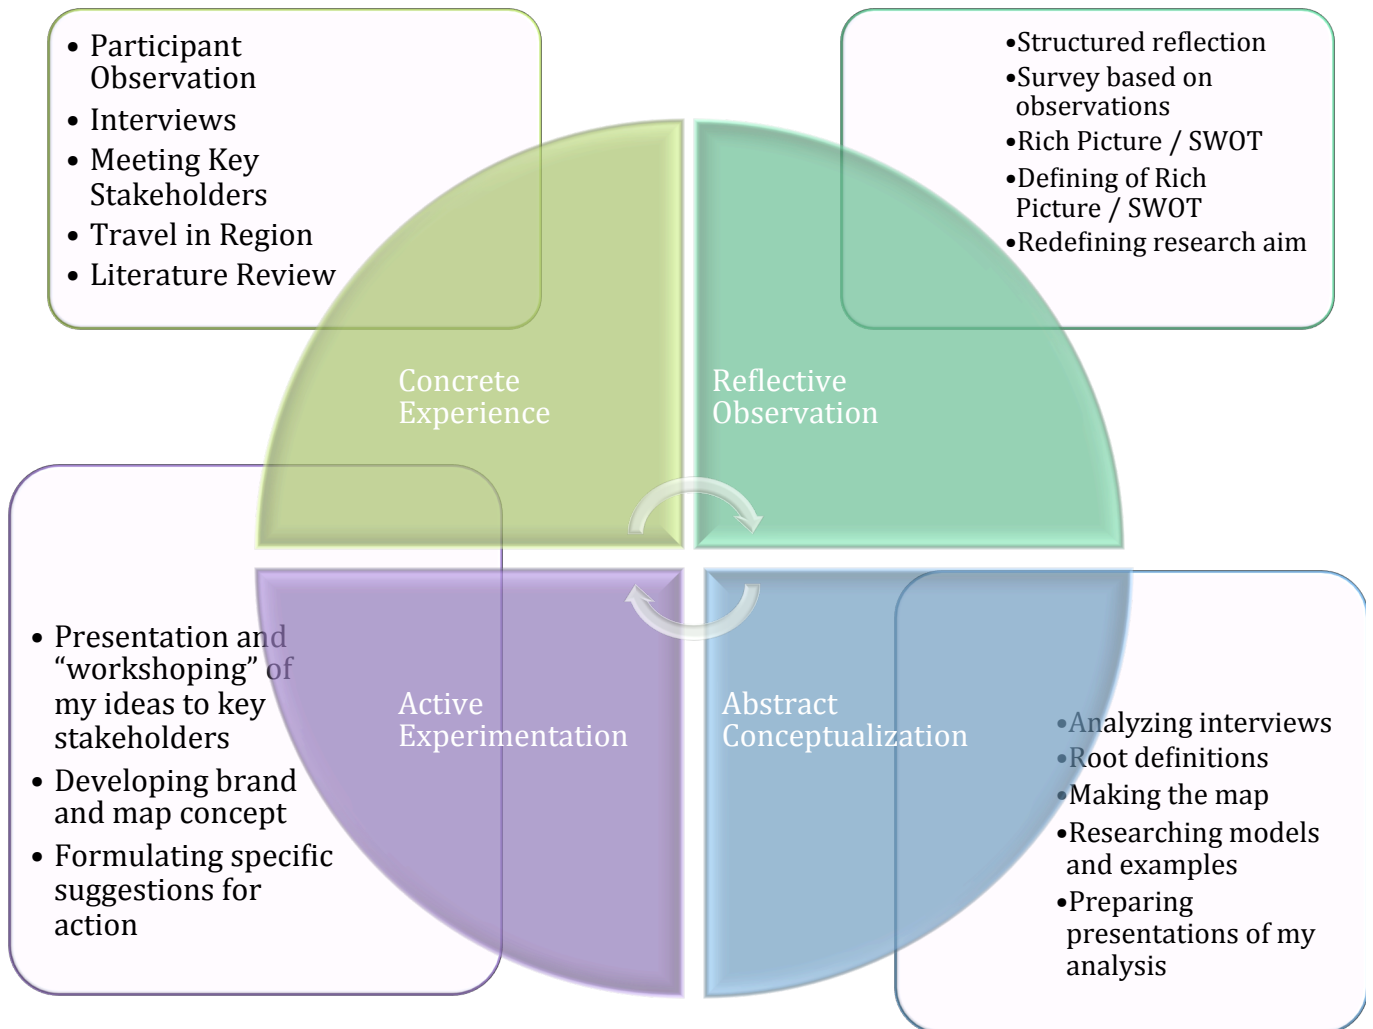 • Participant
Observation
• Interviews
• Meeting Key
Stakeholders
• Travel in Region
• Literature Review
•Structured reflection
•Survey based on
observations
•Rich Picture / SWOT
•Defining of Rich
Picture / SWOT
•Redefining research aim
Concrete
Experience
Reflective
Observation
• Presentation and
“workshoping” of
my ideas to key
stakeholders
• Developing brand
and map concept
• Formulating specific
suggestions for
action
Active
Experimentation
Abstract
Conceptualization
•Analyzing interviews
•Root definitions
•Making the map
•Researching models
and examples
•Preparing
presentations of my
analysis